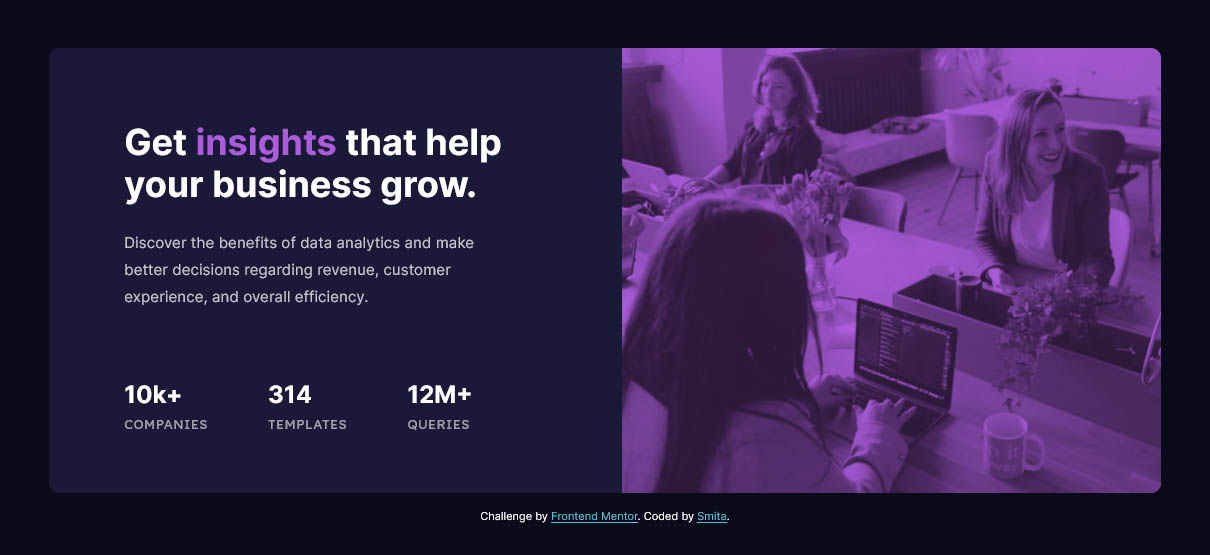 Get insights that help
your business grow.
Discover the benefits of data analytics and make
better decisions regarding revenue, customer
experience, and overall efficiency.
10k+ 314 12M+
COMPANIES TEMPLATES QUERIES
Challenge by Frontend Mentor. Coded by Smita.